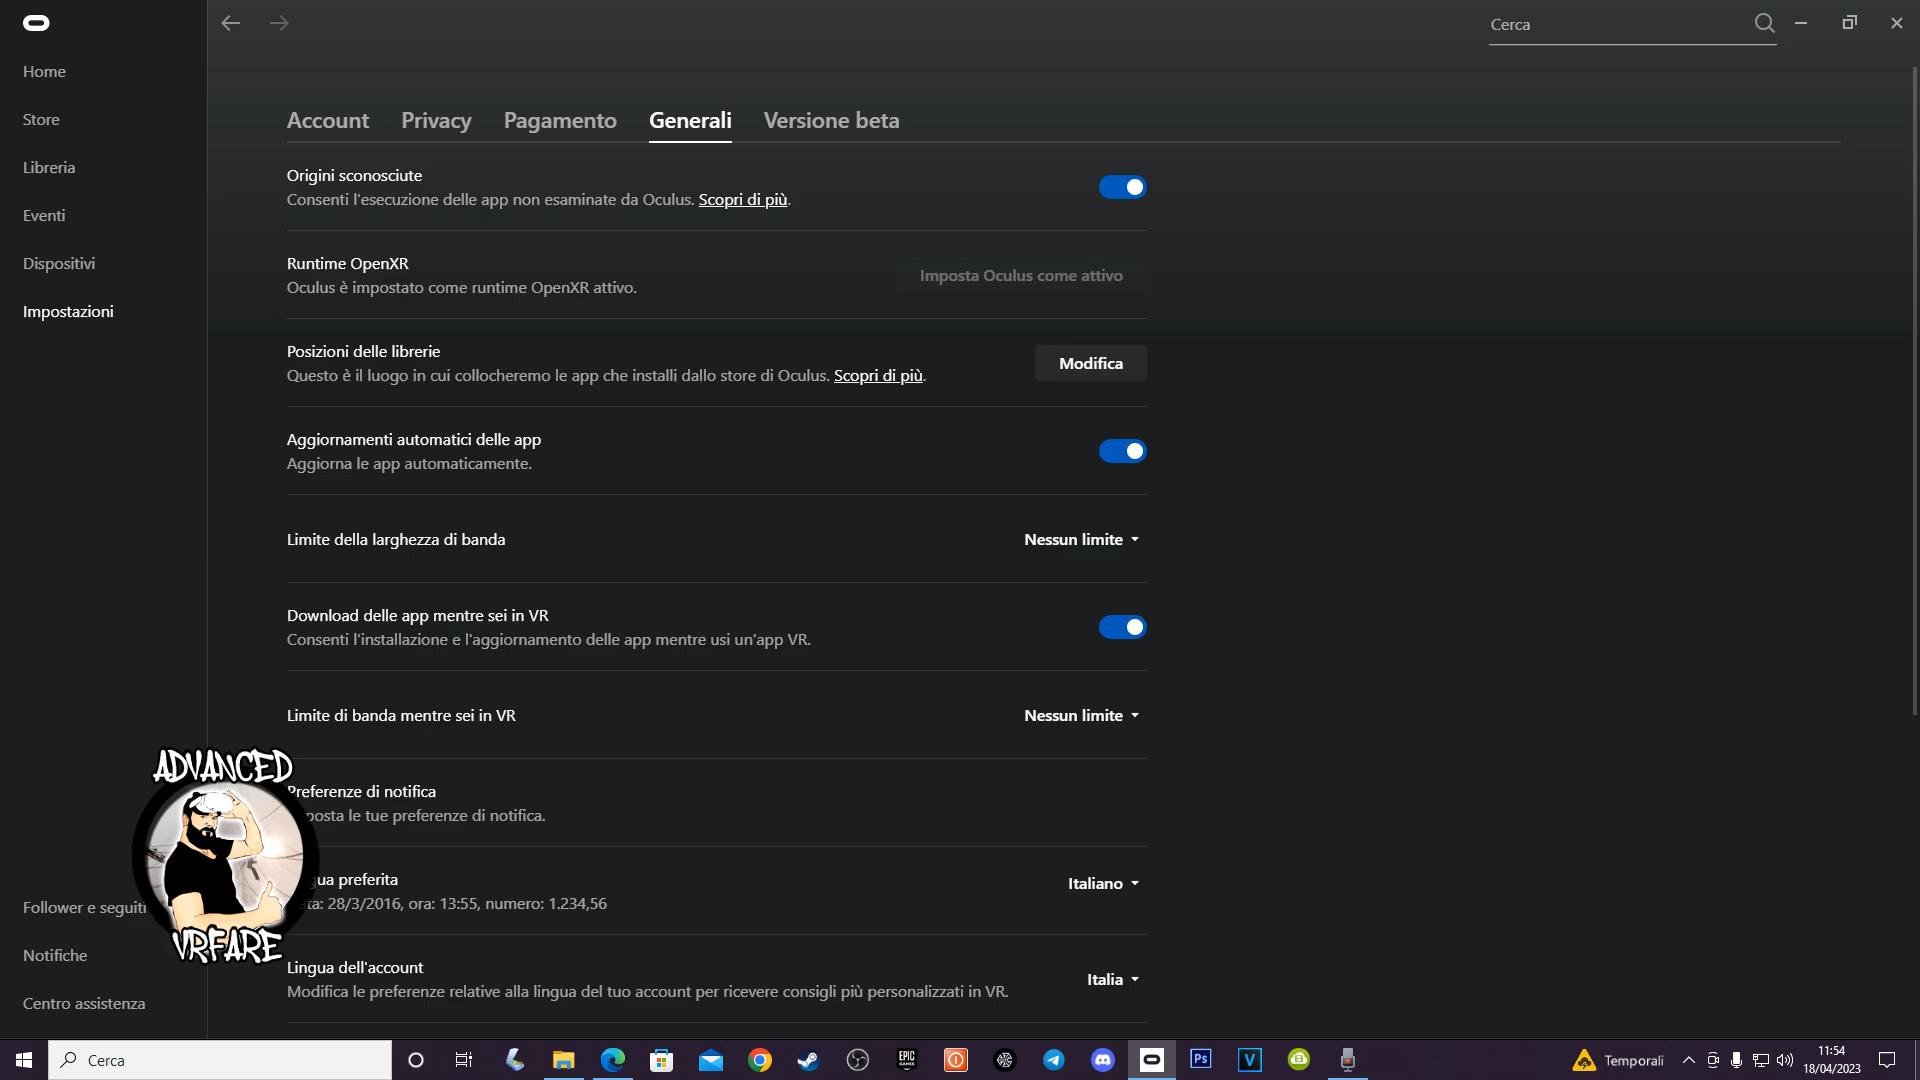 Cerca
Home
Store
Libreria
Eventi
Dispositivi
Impostazioni
Account Privacy Pagamento Generali Versione beta
Origini sconosciute
Consenti l'esecuzione delle app non esaminate da Oculus. Scopri di più.
Runtime OpenXR
Oculus è impostato come runtime OpenXR attivo.
Imposta Oculus come attivo
Posizioni delle librerie
Questo è il luogo in cui collocheremo le app che installi dallo store di Oculus. Scopri di più.
Modifica
Aggiornamenti automatici delle app
Aggiorna le app automaticamente.
Limite della larghezza di banda
Nessun limite
Download delle app mentre sei in VR
Consenti l'installazione e l'aggiornamento delle app mentre usi un'app VR.
Limite di banda mentre sei in VR
Nessun limite
Preferenze di notifica
posta le tue preferenze di notifica.
gua preferita
ta: 28/3/2016, ora: 13:55, numero: 1.234,56
Italiano
Lingua dell'account
Modifica le preferenze relative alla lingua del tuo account per ricevere consigli più personalizzati in VR.
Italia
ADVANCED
VRFARE
Follower e seguiti
Notifiche
Centro assistenza
Cerca
EPIC
GAMES
Ps
V
Temporali
11:54
18/04/2023